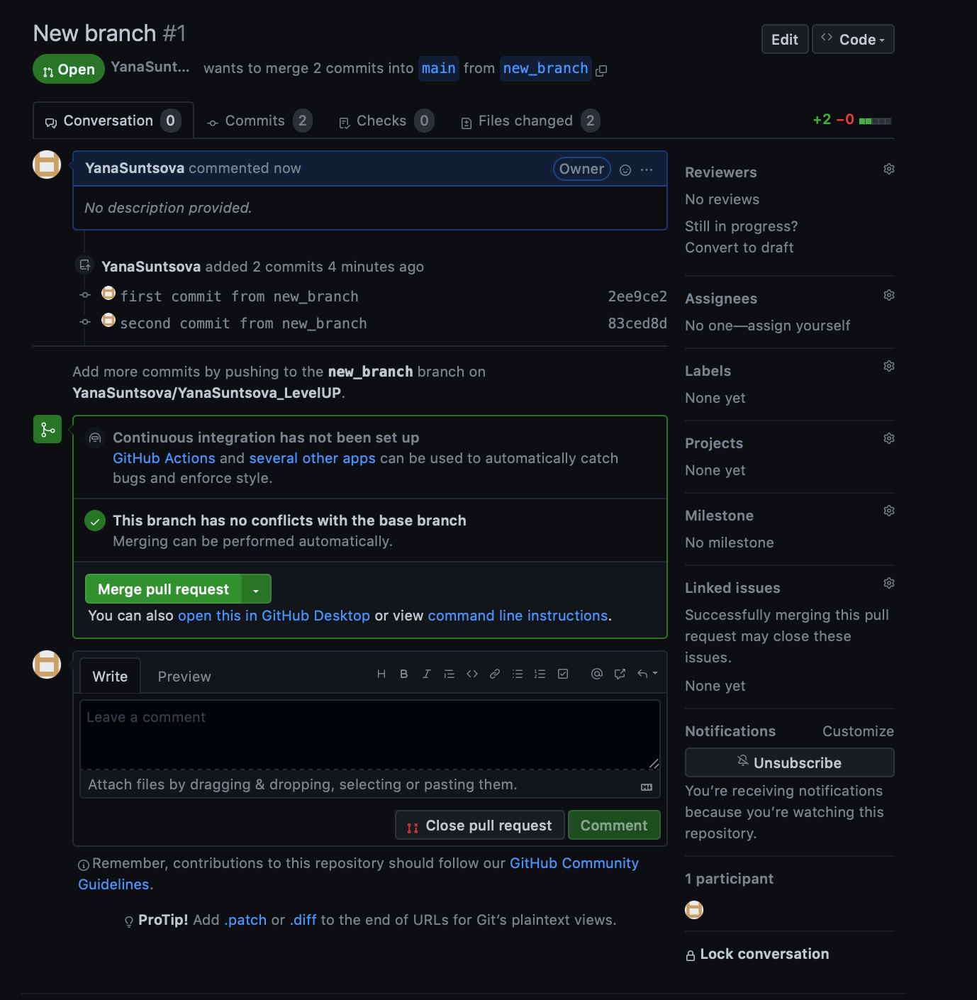 New branch #1
Edit
Code
Open
YanaSunt...
wants to merge 2 commits into main from new_branch
Conversation 0
Commits 2
Checks 0
Files changed 2
+2 −0
YanaSuntsova commented now
Owner
No description provided.
YanaSuntsova added 2 commits 4 minutes ago
first commit from new_branch 2ee9ce2
second commit from new_branch 83ced8d
Add more commits by pushing to the new_branch branch on
YanaSuntsova/YanaSuntsova_LevelUP.
Continuous integration has not been set up
GitHub Actions and several other apps can be used to automatically catch
bugs and enforce style.
This branch has no conflicts with the base branch
Merging can be performed automatically.
Merge pull request
You can also open this in GitHub Desktop or view command line instructions.
Write
Preview
Leave a comment
Attach files by dragging & dropping, selecting or pasting them.
Close pull request
Comment
Remember, contributions to this repository should follow our GitHub Community
Guidelines.
ProTip! Add .patch or .diff to the end of URLs for Git’s plaintext views.
Reviewers
No reviews
Still in progress?
Convert to draft
Assignees
No one—assign yourself
Labels
None yet
Projects
None yet
Milestone
No milestone
Linked issues
Successfully merging this pull
request may close these
issues.
None yet
Notifications
Customize
Unsubscribe
You’re receiving notifications
because you’re watching this
repository.
1 participant
Lock conversation